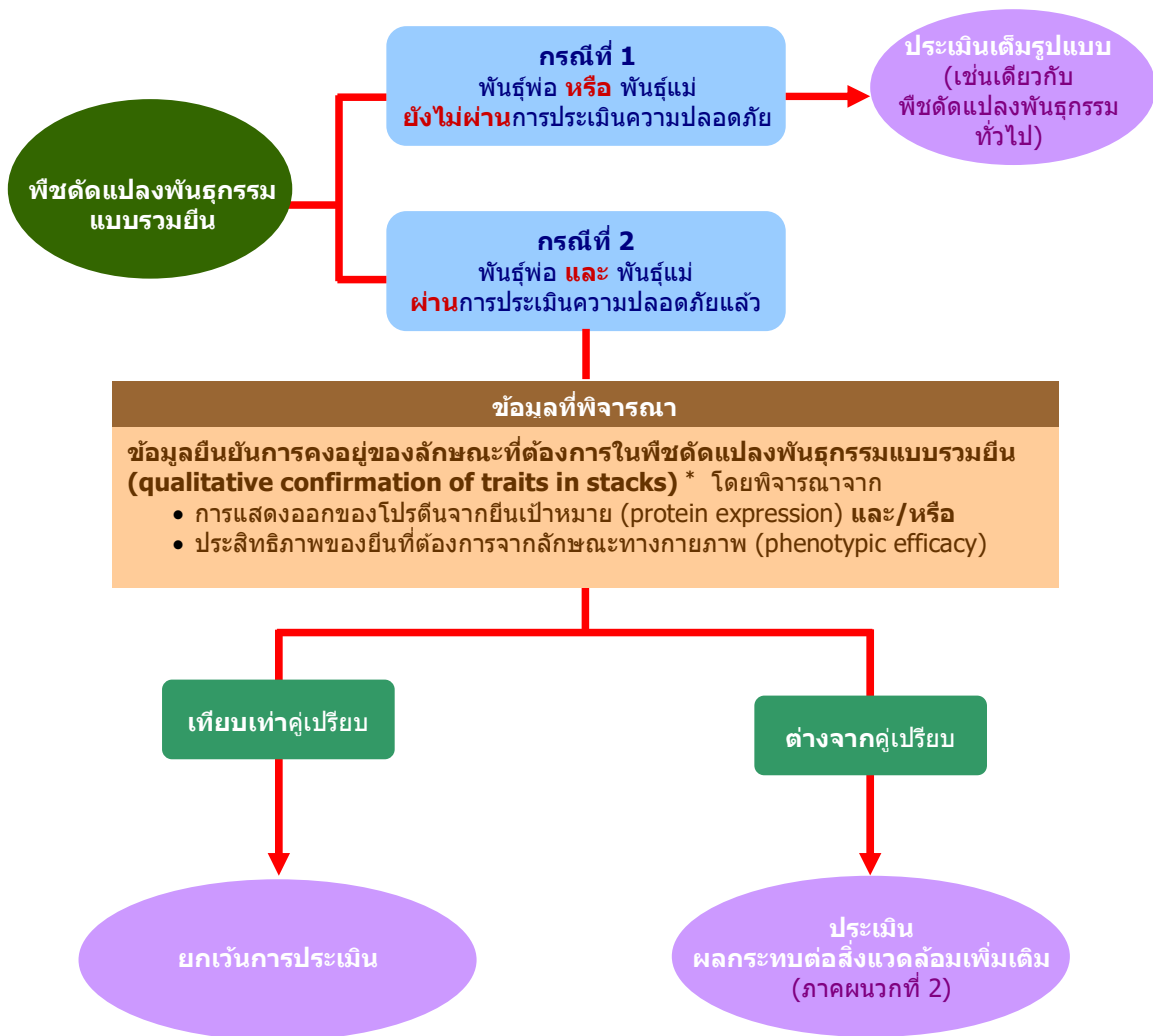 กรณีที่ 1
พันธุ์พ่อ หรือ พันธุ์แม่
ยังไม่ผ่านการประเมินความปลอดภัย
ประเมินเต็มรูปแบบ
(เช่นเดียวกับ
พืชดัดแปลงพันธุกรรม
ทั่วไป)
พืชดัดแปลงพันธุกรรม
แบบรวมยีน
กรณีที่ 2
พันธุ์พ่อ และ พันธุ์แม่
ผ่านการประเมินความปลอดภัยแล้ว
ข้อมูลที่พิจารณา
ข้อมูลยืนยันการคงอยู่ของลักษณะที่ต้องการในพืชดัดแปลงพันธุกรรมแบบรวมยีน
(qualitative confirmation of traits in stacks) * โดยพิจารณาจาก
• การแสดงออกของโปรตีนจากยีนเป้าหมาย (protein expression) และ/หรือ
• ประสิทธิภาพของยีนที่ต้องการจากลักษณะทางกายภาพ (phenotypic efficacy)
เทียบเท่าคู่เปรียบ
ต่างจากคู่เปรียบ
ยกเว้นการประเมิน
ประเมิน
ผลกระทบต่อสิ่งแวดล้อมเพิ่มเติม
(ภาคผนวกที่ 2)